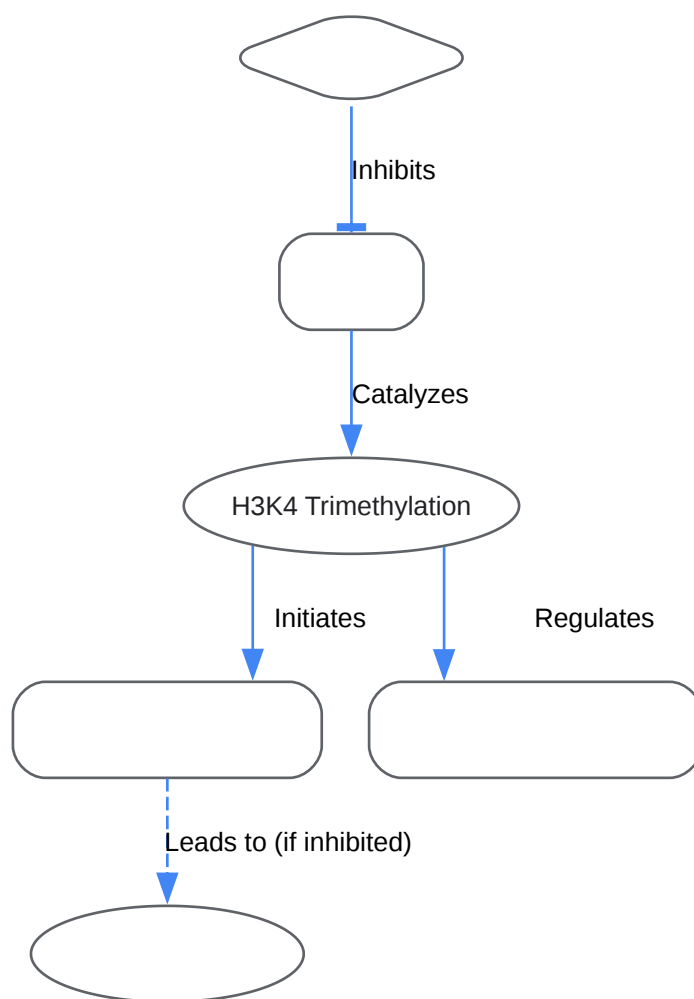 Inhibits
Catalyzes
H3K4 Trimethylation
Initiates
Regulates
Leads to (if inhibited)